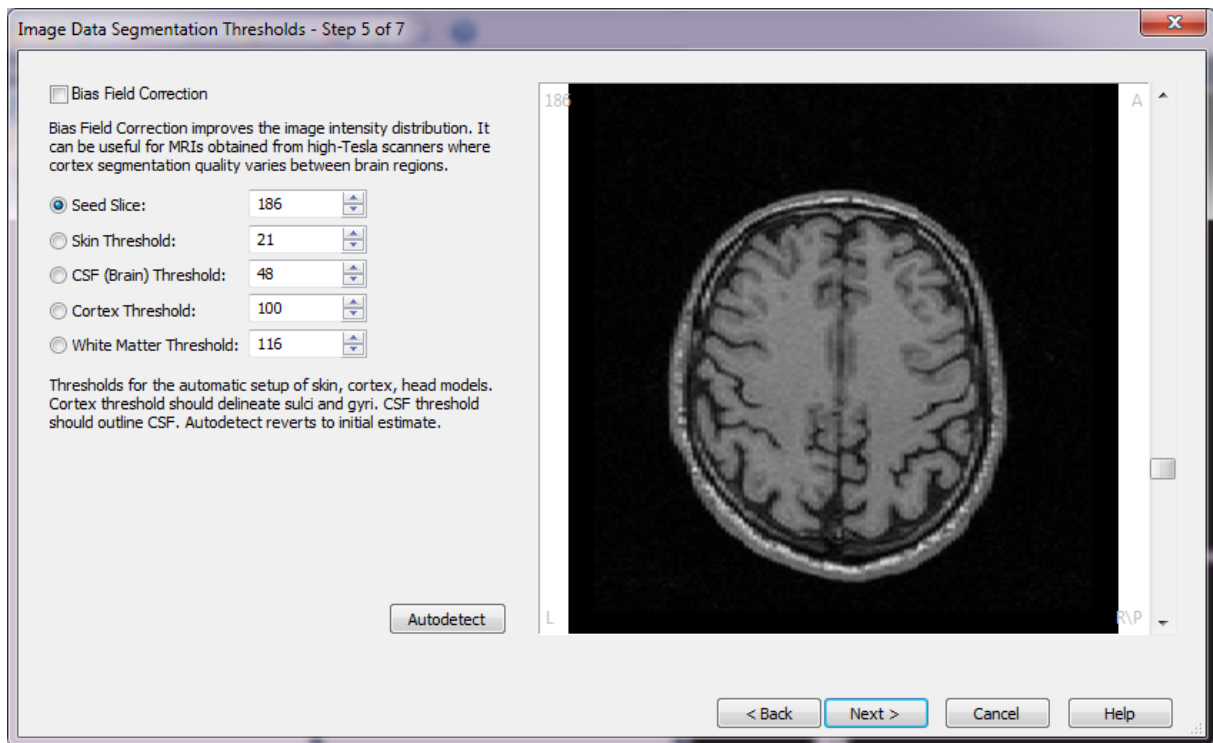 Image Data Segmentation Thresholds - Step 5 of 7
Bias Field Correction
Bias Field Correction improves the image intensity distribution. It
can be useful for MRIs obtained from high-Tesla scanners where
cortex segmentation quality varies between brain regions.
Seed Slice: 186
Skin Threshold: 21
CSF (Brain) Threshold: 48
Cortex Threshold: 100
White Matter Threshold: 116
Thresholds for the automatic setup of skin, cortex, head models.
Cortex threshold should delineate sulci and gyri. CSF threshold
should outline CSF. Autodetect reverts to initial estimate.
Autodetect
186 A
L R\P
< Back Next > Cancel Help